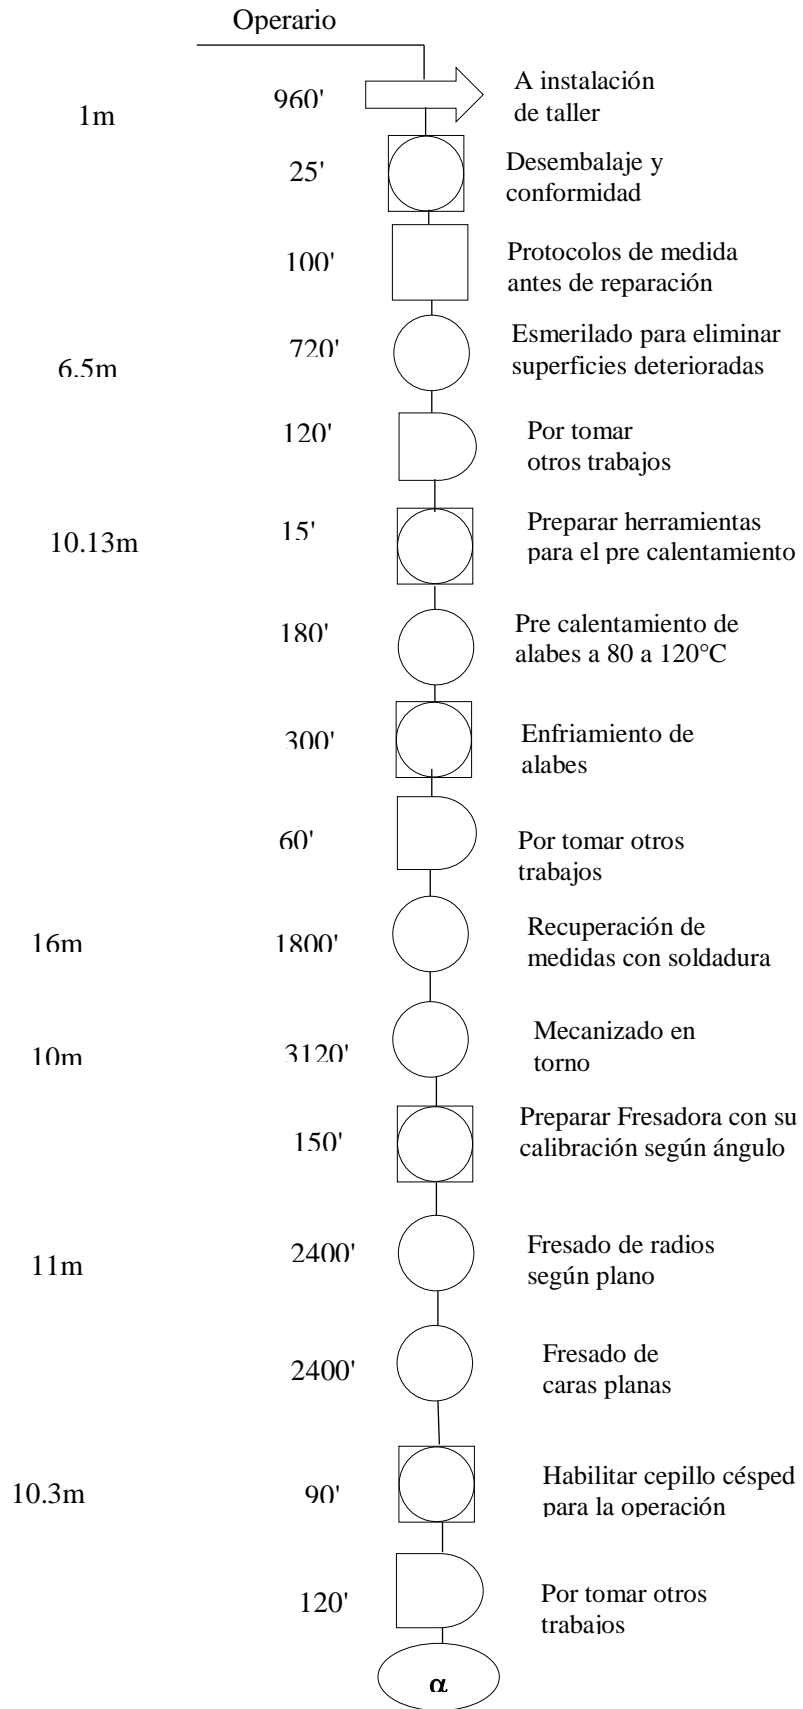 Operario
1m
960'
A instalación
de taller
25'
Desembalaje y
conformidad
100'
Protocolos de medida
antes de reparación
6.5m
720'
Esmerilado para eliminar
superficies deterioradas
120'
Por tomar
otros trabajos
10.13m
15'
Preparar herramientas
para el pre calentamiento
180'
Pre calentamiento de
alabes a 80 a 120°C
300'
Enfriamiento de
alabes
60'
Por tomar otros
trabajos
16m
1800'
Recuperación de
medidas con soldadura
10m
3120'
Mecanizado en
torno
150'
Preparar Fresadora con su
calibración según ángulo
11m
2400'
Fresado de radios
según plano
2400'
Fresado de
caras planas
10.3m
90'
Habilitar cepillo césped
para la operación
120'
Por tomar otros
trabajos
α